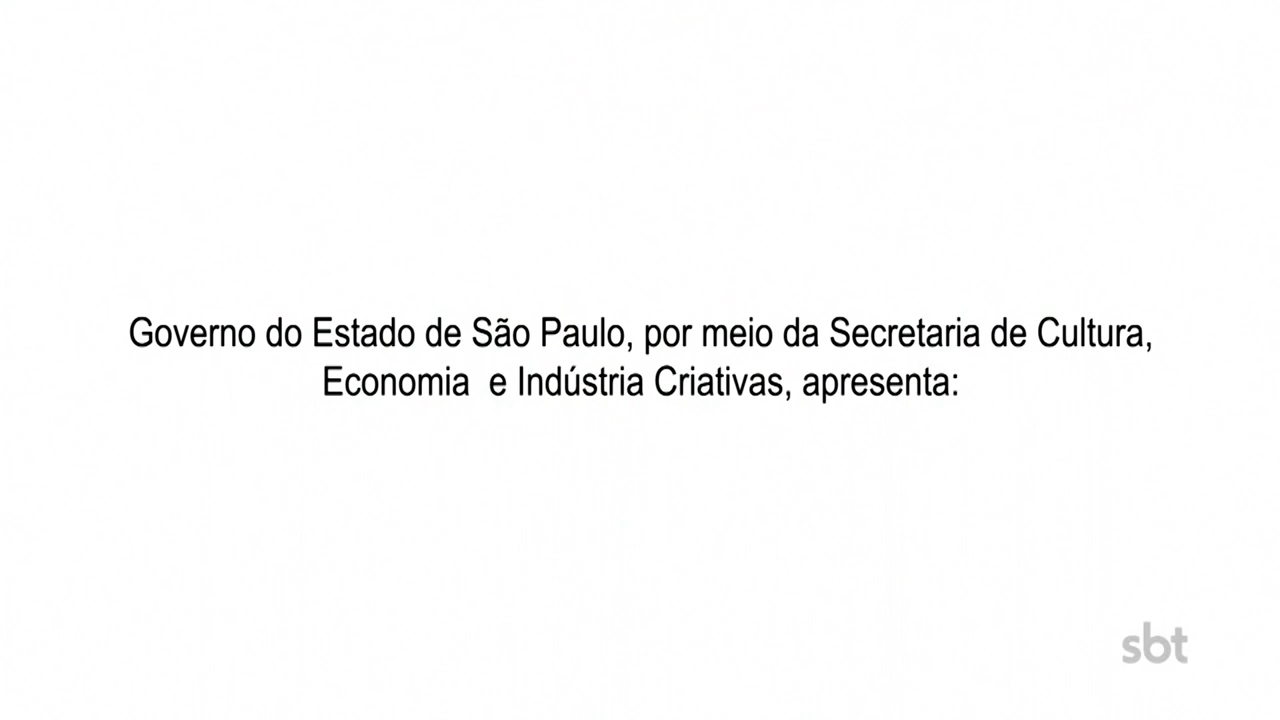 Governo do Estado de São Paulo, por meio da Secretaria de Cultura,
Economia  e Indústria Criativas, apresenta:
sbt